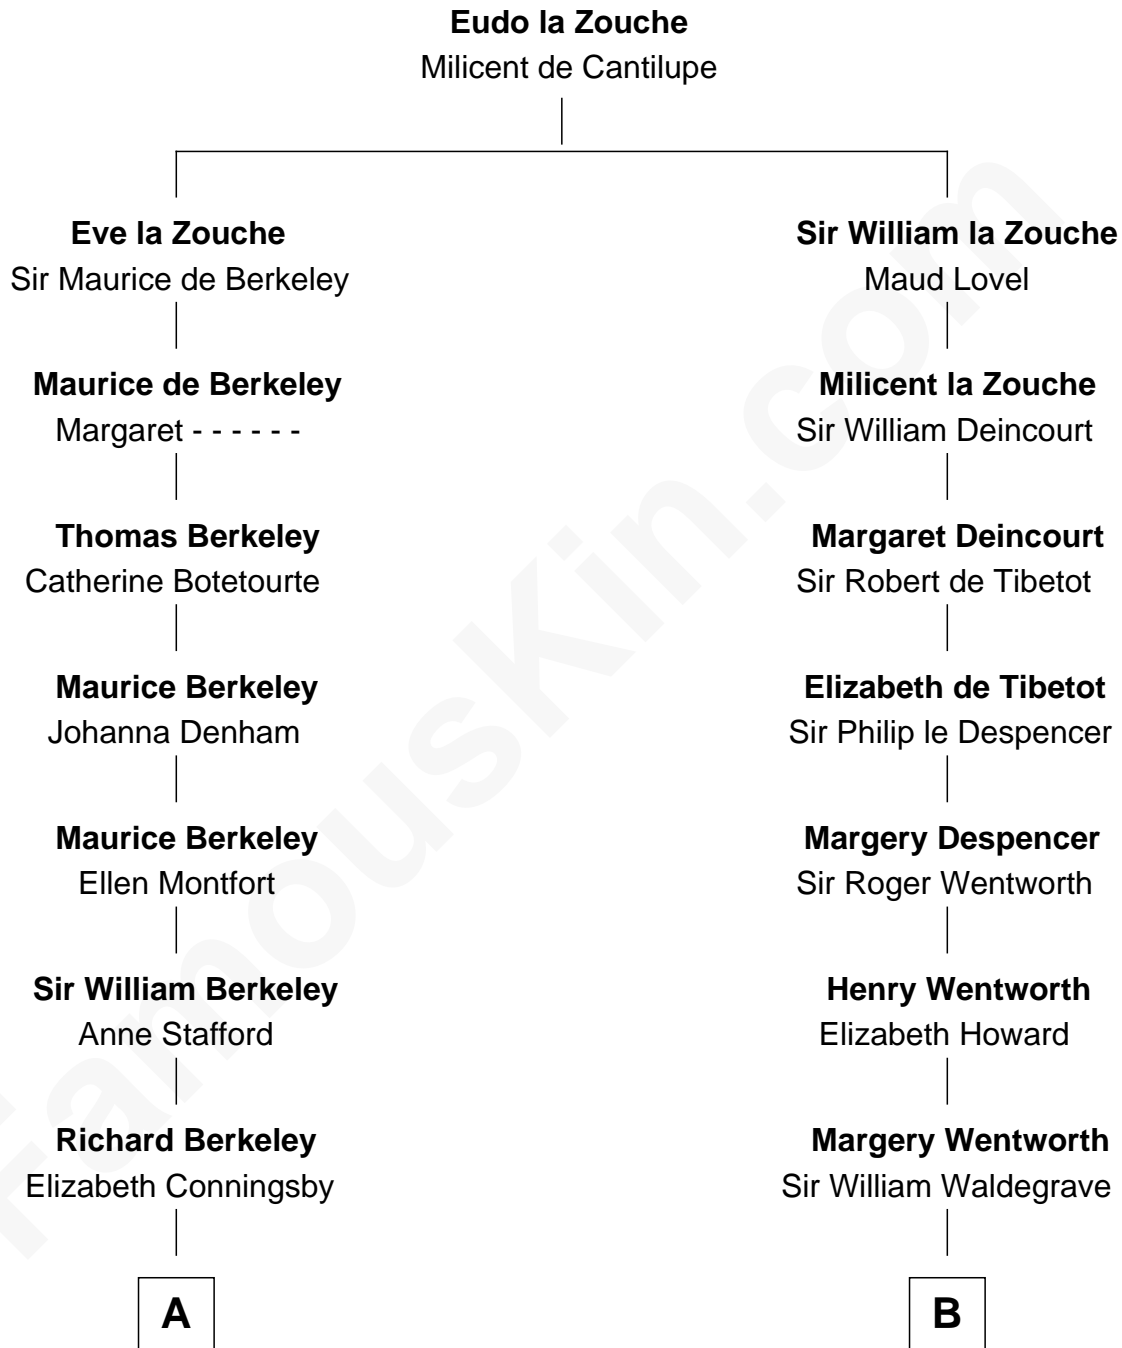 Eudo la Zouche
Milicent de Cantilupe
Eve la Zouche
Sir Maurice de Berkeley
Sir William la Zouche
Maud Lovel
Maurice de Berkeley
Margaret - - - - - -
Milicent la Zouche
Sir William Deincourt
Thomas Berkeley
Catherine Botetourte
Margaret Deincourt
Sir Robert de Tibetot
Maurice Berkeley
Johanna Denham
Elizabeth de Tibetot
Sir Philip le Despencer
Maurice Berkeley
Ellen Montfort
Margery Despencer
Sir Roger Wentworth
Sir William Berkeley
Anne Stafford
Henry Wentworth
Elizabeth Howard
Richard Berkeley
Elizabeth Conningsby
Margery Wentworth
Sir William Waldegrave
A
B
FamousKin.com